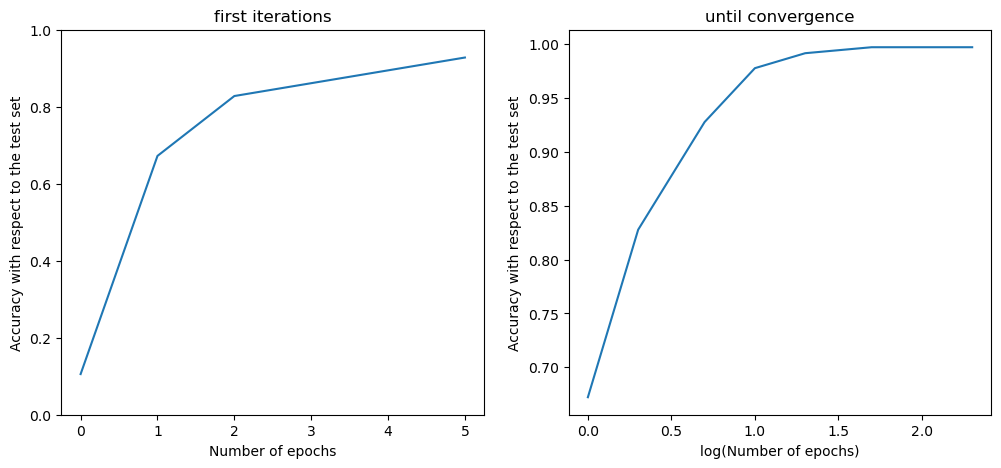 first iterations
1.0
0.8
0.6
0.4
0.2
0.0
Accuracy with respect to the test set
0 1 2 3 4 5
Number of epochs
until convergence
1.00
0.95
0.90
0.85
0.80
0.75
0.70
Accuracy with respect to the test set
0.0 0.5 1.0 1.5 2.0
log(Number of epochs)